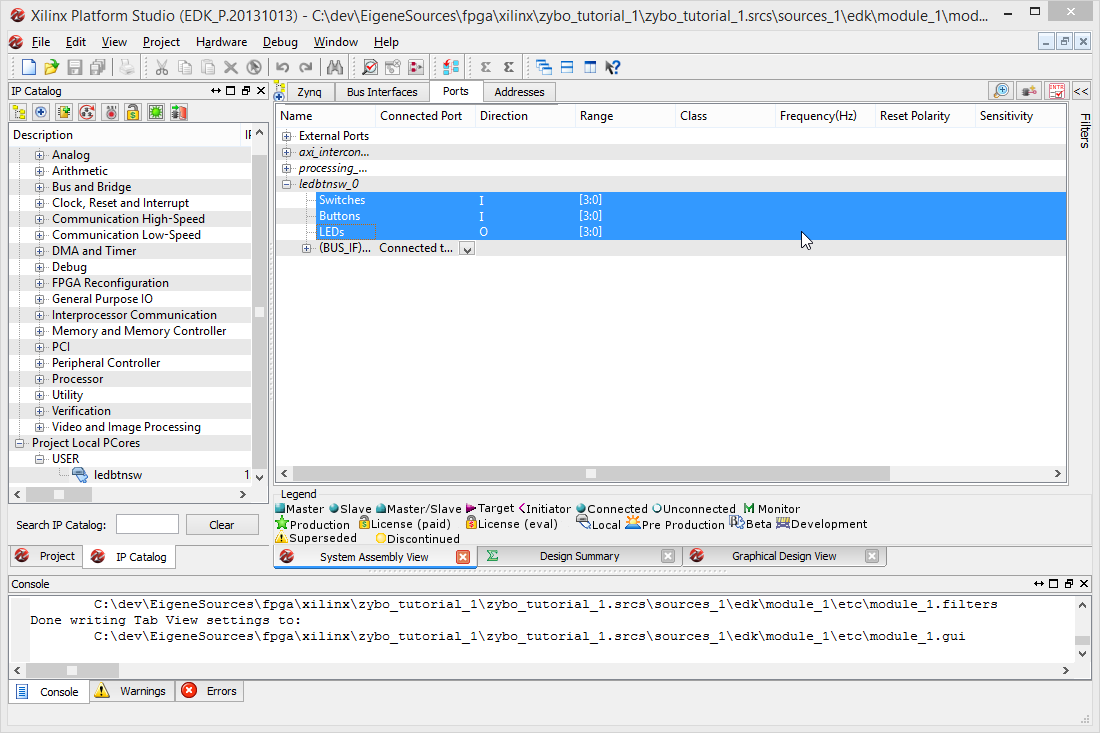 Xilinx Platform Studio (EDK_P.20131013) - C:\dev\EigeneSources\fpga\xilinx\zybo_tutorial_1\zybo_tutorial_1.srcs\sources_1\edk\module_1\mod...
File Edit View Project Hardware Debug Window Help
IP Catalog
Description IP
Analog
Arithmetic
Bus and Bridge
Clock, Reset and Interrupt
Communication High-Speed
Communication Low-Speed
DMA and Timer
Debug
FPGA Reconfiguration
General Purpose IO
Interprocessor Communication
Memory and Memory Controller
PCI
Peripheral Controller
Processor
Utility
Verification
Video and Image Processing
Project Local PCores
USER
ledbtnsw 1
Search IP Catalog: Clear
Project IP Catalog
Zynq Bus Interfaces Ports Addresses
Name Connected Port Direction Range Class Frequency(Hz) Reset Polarity Sensitivity
External Ports
axi_intercon...
processing_...
ledbtnsw_0
Switches I [3:0]
Buttons I [3:0]
LEDs O [3:0]
(BUS_IF)... Connected t...
<<
Filters
Legend
Master Slave Master/Slave Target Initiator Connected Unconnected M Monitor
Production License (paid) License (eval) Local Pre Production Beta Development
Superseded Discontinued
System Assembly View Design Summary Graphical Design View
Console
C:\dev\EigeneSources\fpga\xilinx\zybo_tutorial_1\zybo_tutorial_1.srcs\sources_1\edk\module_1\etc\module_1.filters
Done writing Tab View settings to:
C:\dev\EigeneSources\fpga\xilinx\zybo_tutorial_1\zybo_tutorial_1.srcs\sources_1\edk\module_1\etc\module_1.gui
Console Warnings Errors